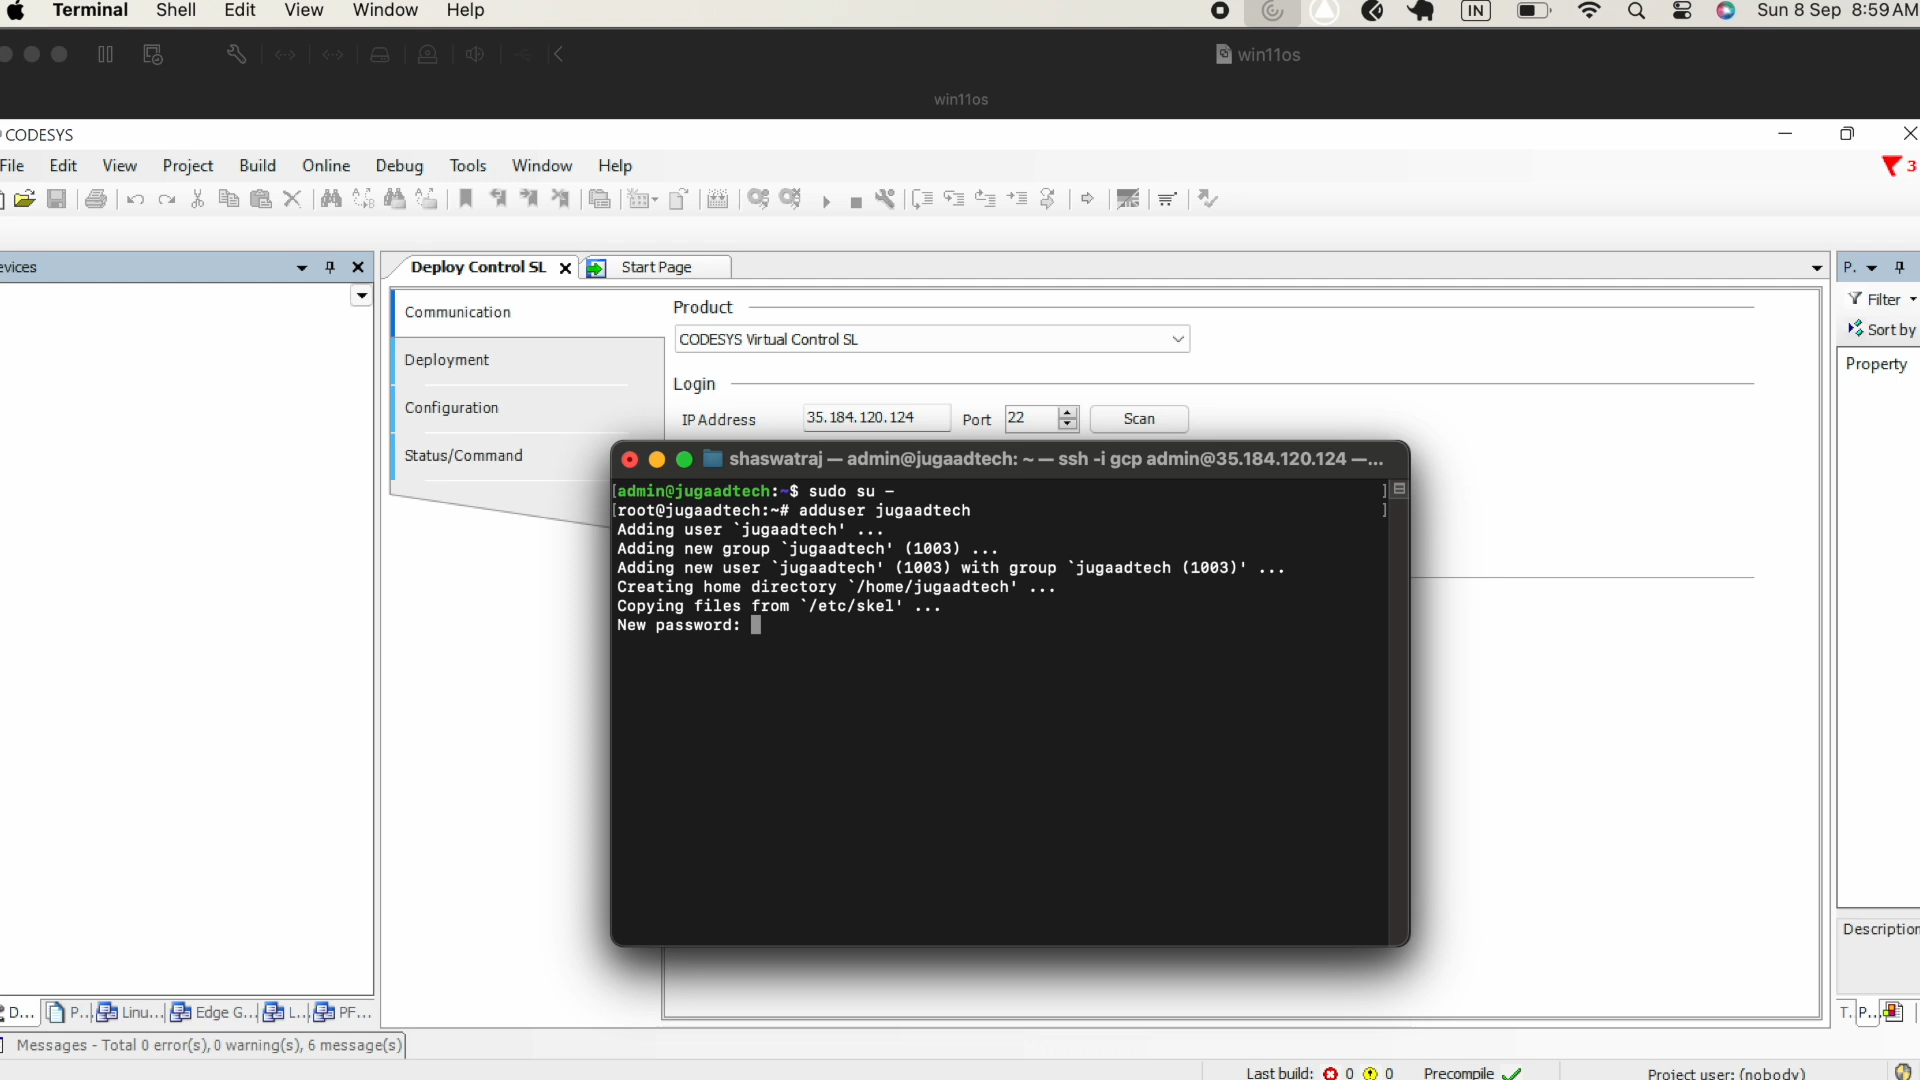 Terminal Shell Edit View Window Help IN Sun 8 Sep 8:59AM
win11os
win11os
CODESYS
File Edit View Project Build Online Debug Tools Window Help 3
evices Deploy Control SL Start Page P.
Communication Product Filter
CODESYS Virtual Control SL Sort by
Deployment Property
Login
Configuration IP Address 35.184.120.124 Port 22 Scan
Status/Command
shaswatraj — admin@jugaadtech: ~ — ssh -i gcp admin@35.184.120.124 —...
[admin@jugaadtech:~$ sudo su - ]
[root@jugaadtech:~# adduser jugaadtech ]
Adding user `jugaadtech' ...
Adding new group `jugaadtech' (1003) ...
Adding new user `jugaadtech' (1003) with group `jugaadtech (1003)' ...
Creating home directory `/home/jugaadtech' ...
Copying files from `/etc/skel' ...
New password:
Description
D... P... Linu... Edge G... L... PF... T. P...
Messages - Total 0 error(s), 0 warning(s), 6 message(s)
Last build: 0 0 Precompile Project user: (nobody)